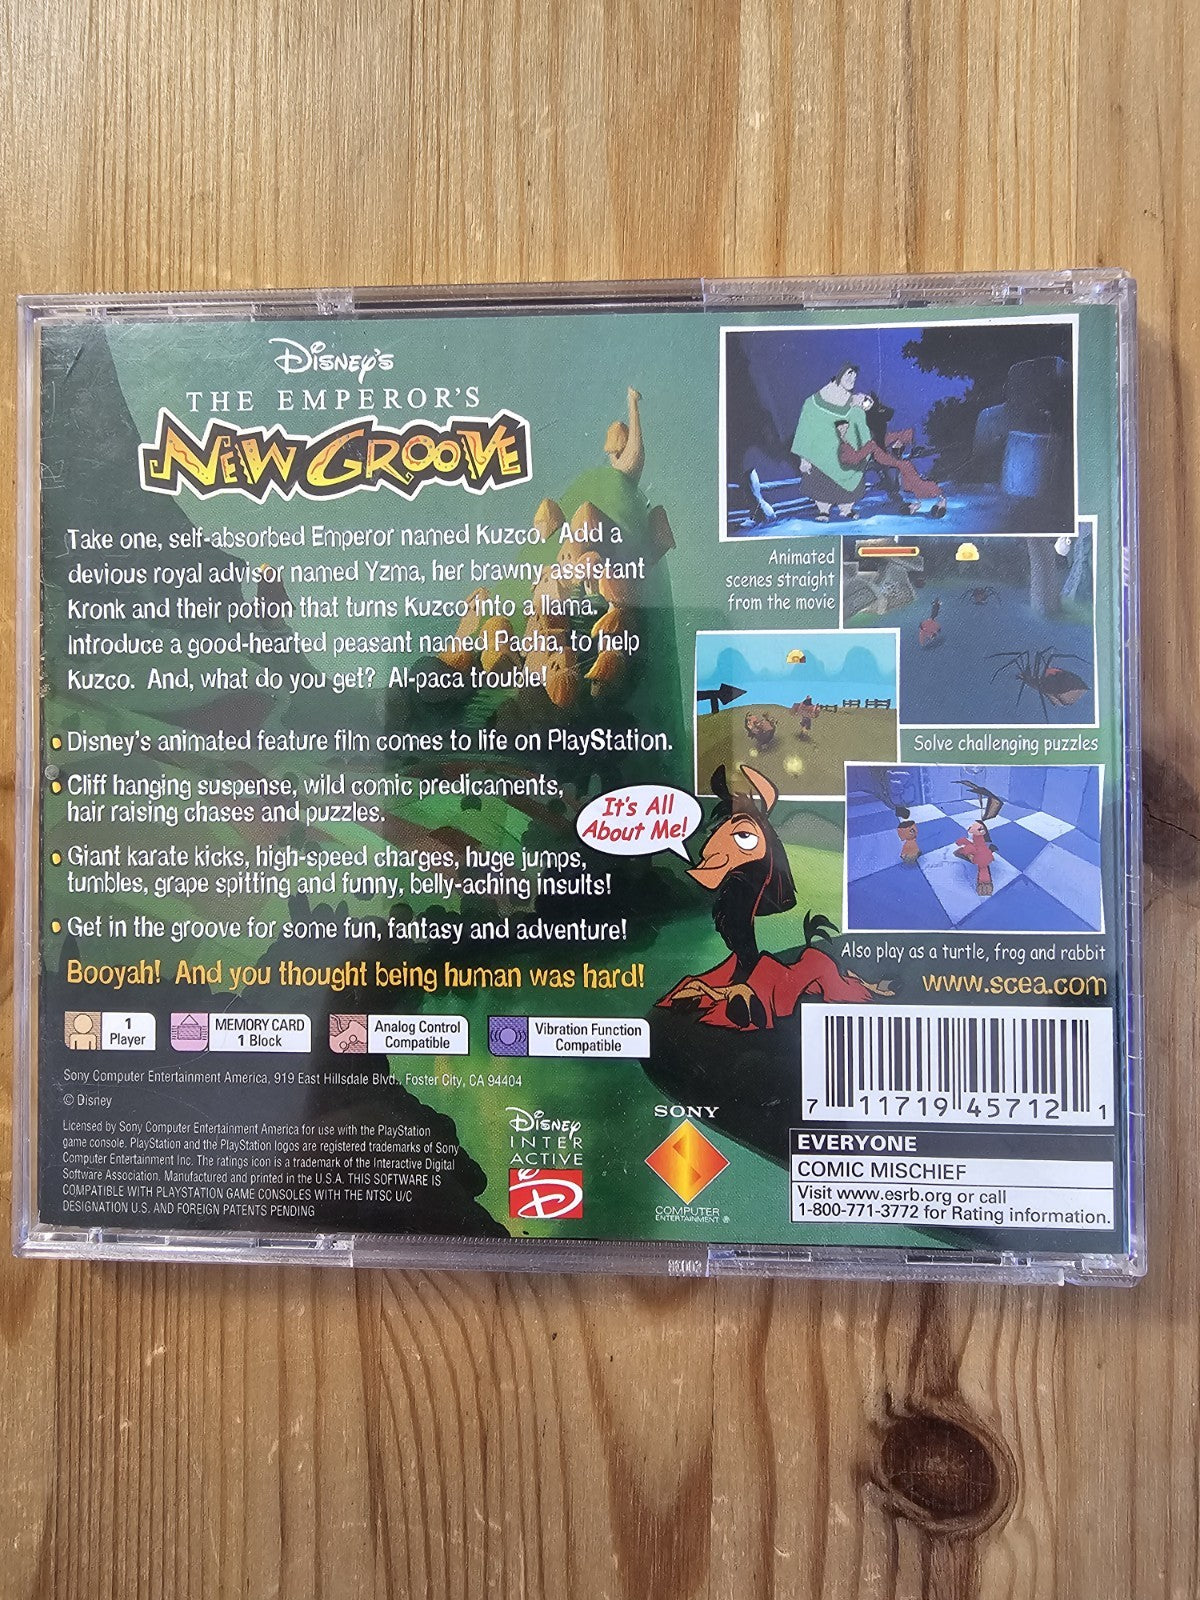 Disney's
THE EMPEROR'S
NEW GROOVE
Take one, self-absorbed Emperor named Kuzco. Add a
devious royal advisor named Yzma, her brawny assistant
Kronk and their potion that turns Kuzco into a llama.
Introduce a good-hearted peasant named Pacha, to help
Kuzco. And, what do you get? Al-paca trouble!
• Disney's animated feature film comes to life on PlayStation.
• Cliff hanging suspense, wild comic predicaments,
hair raising chases and puzzles.
• Giant karate kicks, high-speed charges, huge jumps,
tumbles, grape spitting and funny, belly-aching insults!
• Get in the groove for some fun, fantasy and adventure!
Booyah! And you thought being human was hard!
Animated
scenes straight
from the movie
Solve challenging puzzles
It's All
About Me!
Also play as a turtle, frog and rabbit
www.scea.com
1
Player
MEMORY CARD
1 Block
Analog Control
Compatible
Vibration Function
Compatible
Sony Computer Entertainment America, 919 East Hillsdale Blvd., Foster City, CA 94404
© Disney
Licensed by Sony Computer Entertainment America for use with the PlayStation
game console. PlayStation and the PlayStation logos are registered trademarks of Sony
Computer Entertainment Inc. The ratings icon is a trademark of the Interactive Digital
Software Association. Manufactured and printed in the U.S.A. THIS SOFTWARE IS
COMPATIBLE WITH PLAYSTATION GAME CONSOLES WITH THE NTSC U/C
DESIGNATION U.S. AND FOREIGN PATENTS PENDING
Disney
INTER
ACTIVE
D
SONY
COMPUTER
ENTERTAINMENT ®
7 11719 45712 1
EVERYONE
COMIC MISCHIEF
Visit www.esrb.org or call
1-800-771-3772 for Rating information.